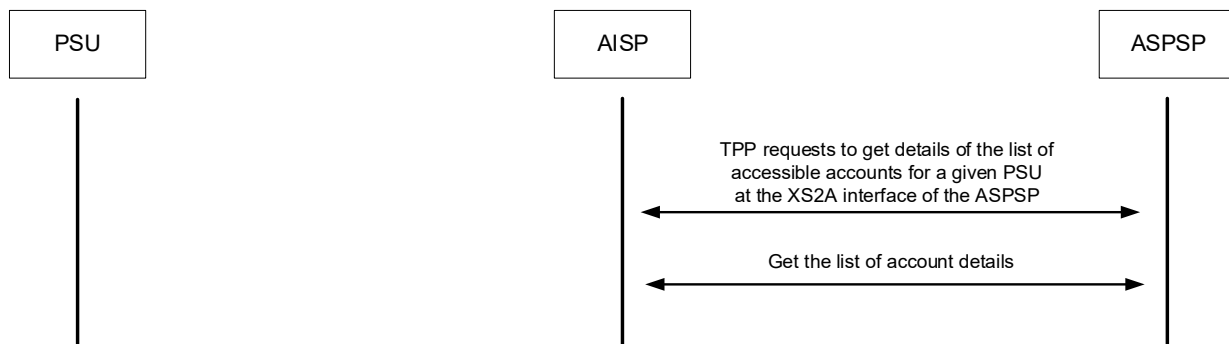 PSU
AISP
ASPSP
TPP requests to get details of the list of
accessible accounts for a given PSU
at the XS2A interface of the ASPSP
Get the list of account details